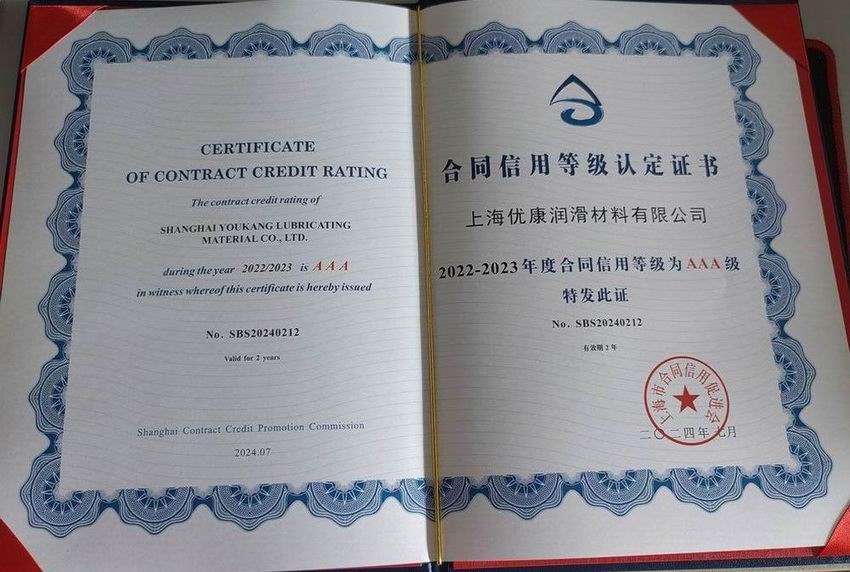 CERTIFICATE
OF CONTRACT CREDIT RATING
The contract credit rating of
SHANGHAI YOUKANG LUBRICATING
MATERIAL CO., LTD.
during the year 2022/2023 is AAA
in witness whereof this certificate is hereby issued
No. SBS20240212
Valid for 2 years
Shanghai Contract Credit Promotion Commission
2024.07
合同信用等级认定证书
上海优康润滑材料有限公司
2022-2023年度合同信用等级为AAA级
特发此证
No. SBS20240212
有效期2年
上海市合同信用促进会
二〇二四年七月